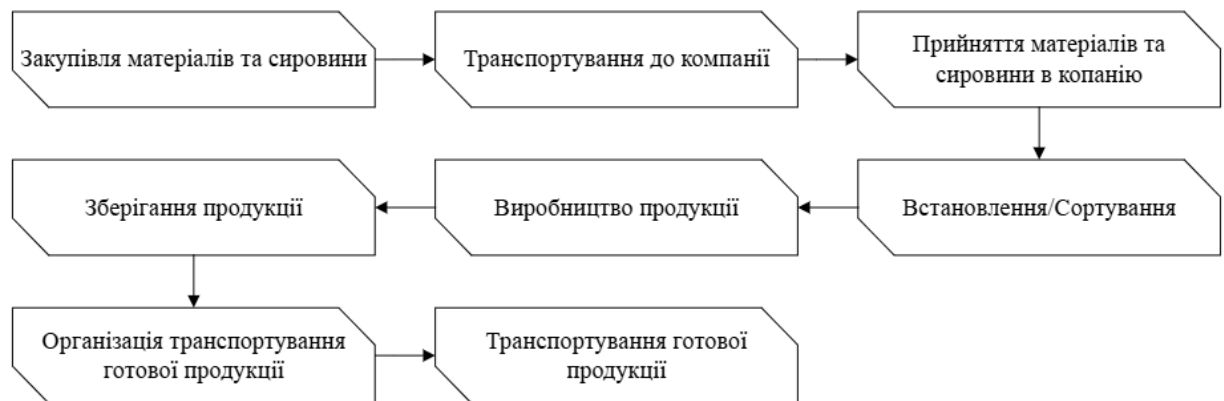 Закупівля матеріалів та сировини
Транспортування до компанії
Прийняття матеріалів та
сировини в копанію
Встановлення/Сортування
Виробництво продукції
Зберігання продукції
Організація транспортування
готової продукції
Транспортування готової
продукції